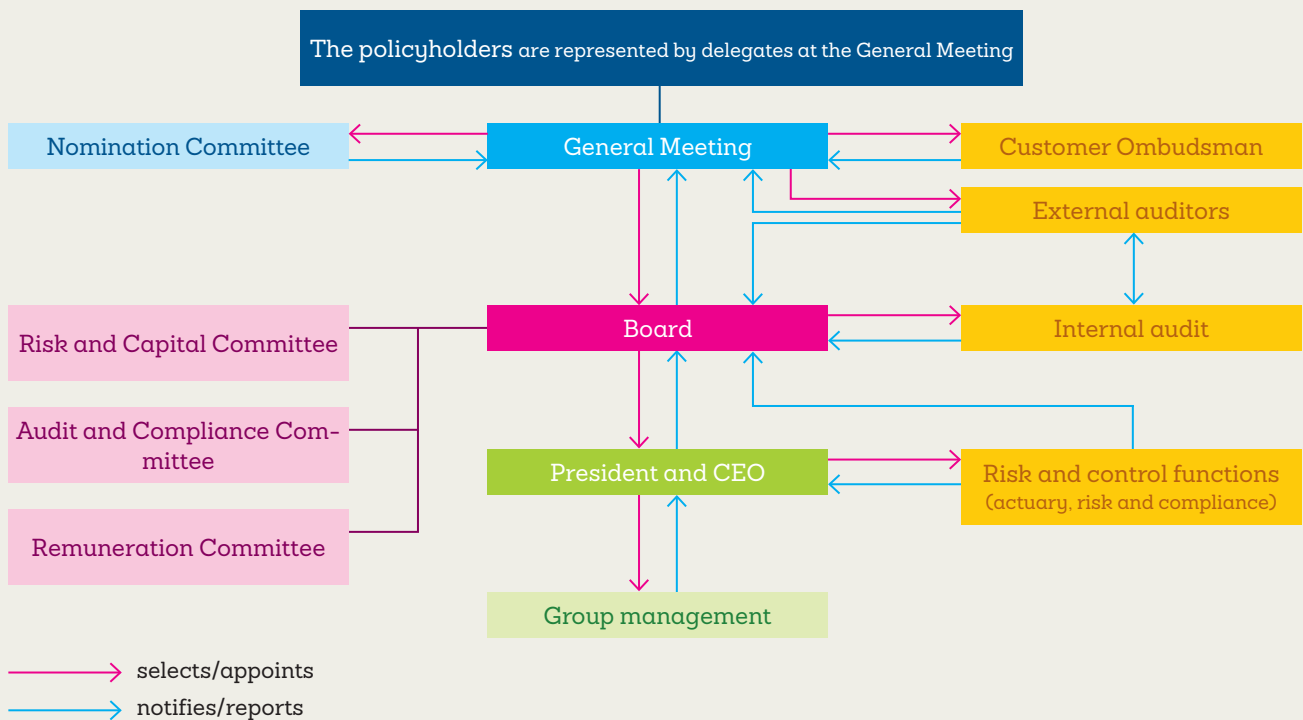 The policyholders are represented by delegates at the General Meeting
Nomination Committee
General Meeting
Customer Ombudsman
External auditors
Risk and Capital Committee
Board
Internal audit
Audit and Compliance Com-
mittee
President and CEO
Risk and control functions
(actuary, risk and compliance)
Remuneration Committee
Group management
selects/appoints
notifies/reports